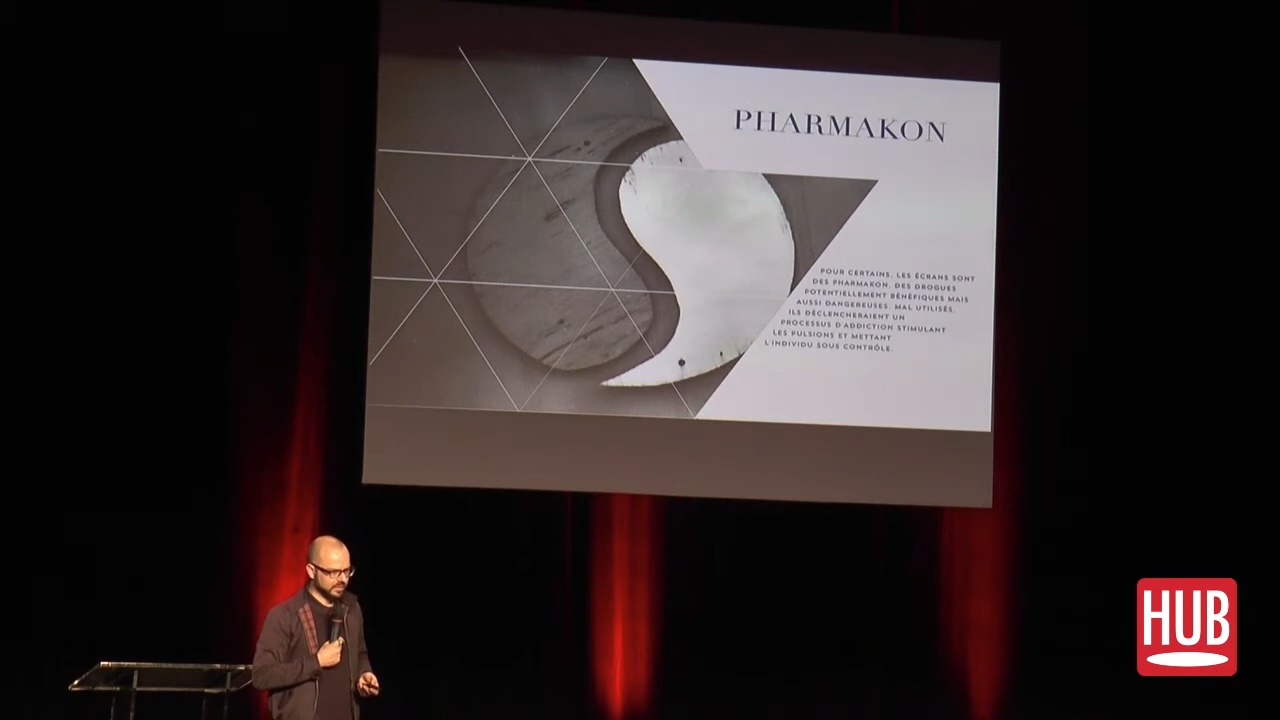 PHARMAKON
POUR CERTAINS, LES ÉCRANS SONT
DES PHARMAKON, DES DROGUES
POTENTIELLEMENT BÉNÉFIQUES MAIS
AUSSI DANGEREUSES. MAL UTILISÉS,
ILS DÉCLENCHERAIENT UN
PROCESSUS D'ADDICTION STIMULANT
LES PULSIONS ET METTANT
L'INDIVIDU SOUS CONTRÔLE.
HUB